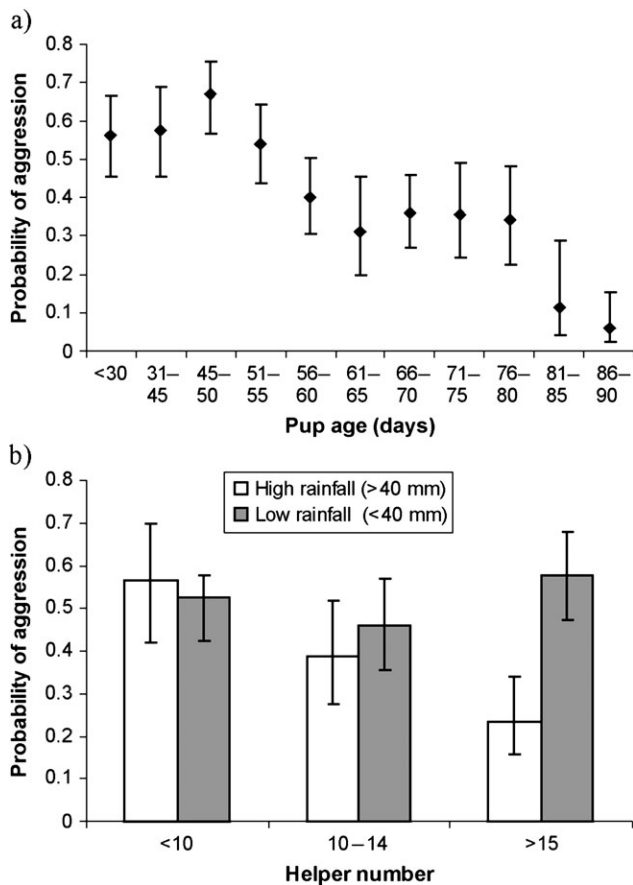 a)
Probability of aggression
0.8
0.7
0.6
0.5
0.4
0.3
0.2
0.1
0
<30 31– 45– 51– 56– 61– 66– 71– 76– 81– 86–
45 50 55 60 65 70 75 80 85 90
Pup age (days)
b)
Probability of aggression
0.8
0.7
0.6
0.5
0.4
0.3
0.2
0.1
0
High rainfall (>40 mm)
Low rainfall (<40 mm)
<10 10–14 >15
Helper number